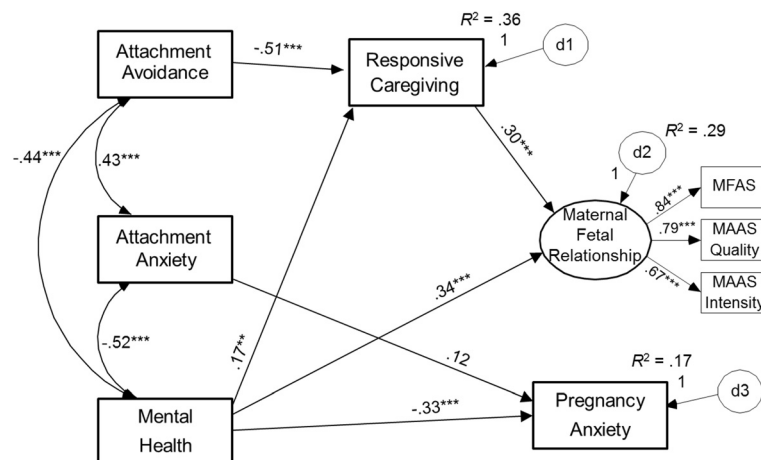 R² = .36
1
d1
Attachment
Avoidance
-.51***
Responsive
Caregiving
-.44***
.43***
.30***
R² = .29
d2
1
MFAS
.84***
Maternal
Fetal
Relationship
.79***
MAAS
Quality
.67***
MAAS
Intensity
Attachment
Anxiety
.34***
-.52***
.17**
.12
R² = .17
1
d3
Mental
Health
-.33***
Pregnancy
Anxiety